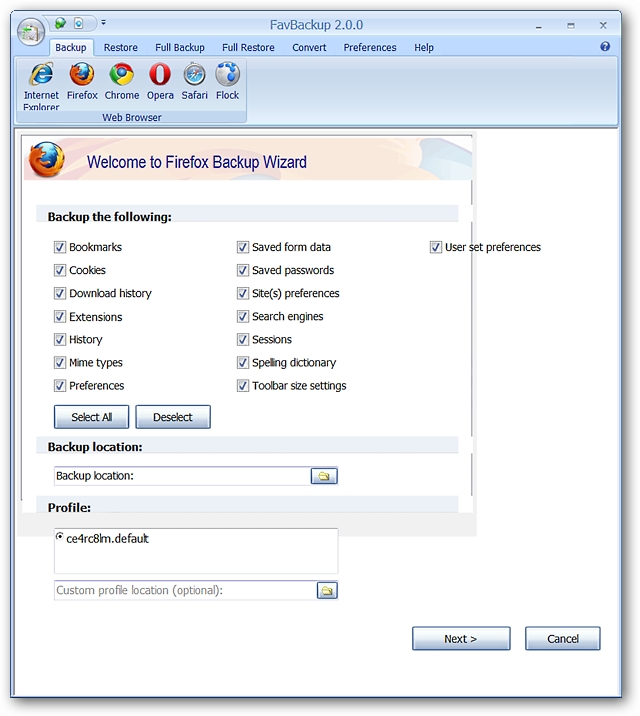 FavBackup 2.0.0
Backup Restore Full Backup Full Restore Convert Preferences Help
Internet Explorer Firefox Chrome Opera Safari Flock
Web Browser
Welcome to Firefox Backup Wizard
Backup the following:
Bookmarks Saved form data User set preferences
Cookies Saved passwords
Download history Site(s) preferences
Extensions Search engines
History Sessions
Mime types Spelling dictionary
Preferences Toolbar size settings
Select All Deselect
Backup location:
Backup location:
Profile:
ce4rc8lm.default
Custom profile location (optional):
Next > Cancel